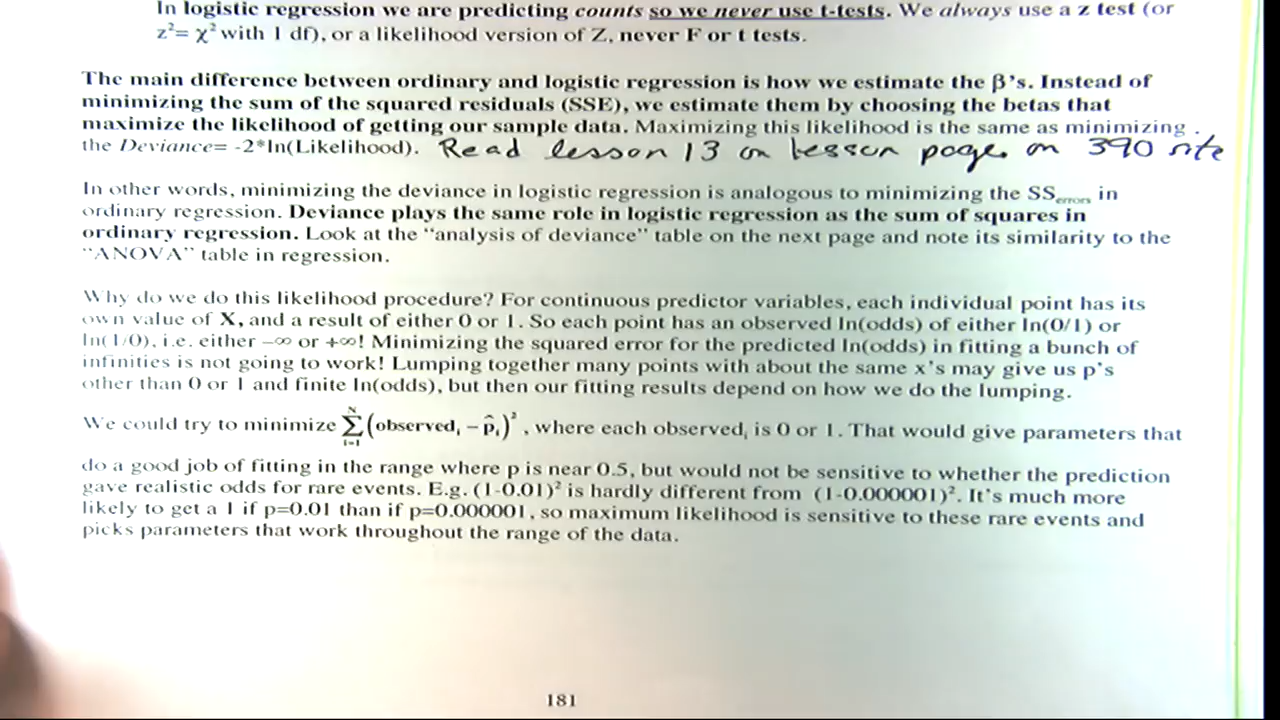 In logistic regression we are predicting counts so we never use t-tests. We always use a z test (or
z²= χ² with 1 df), or a likelihood version of Z, never F or t tests.
The main difference between ordinary and logistic regression is how we estimate the β's. Instead of
minimizing the sum of the squared residuals (SSE), we estimate them by choosing the betas that
maximize the likelihood of getting our sample data. Maximizing this likelihood is the same as minimizing
the Deviance= -2*ln(Likelihood). Read lesson 13 on lesson page on 390 site
In other words, minimizing the deviance in logistic regression is analogous to minimizing the SSerrors in
ordinary regression. Deviance plays the same role in logistic regression as the sum of squares in
ordinary regression. Look at the "analysis of deviance" table on the next page and note its similarity to the
"ANOVA" table in regression.
Why do we do this likelihood procedure? For continuous predictor variables, each individual point has its
own value of X, and a result of either 0 or 1. So each point has an observed ln(odds) of either ln(0/1) or
ln(1/0), i.e. either −∞ or +∞! Minimizing the squared error for the predicted ln(odds) in fitting a bunch of
infinities is not going to work! Lumping together many points with about the same x's may give us p's
other than 0 or 1 and finite ln(odds), but then our fitting results depend on how we do the lumping.
We could try to minimize ∑_{i=1}^{N}(observedᵢ − p̂ᵢ)², where each observedᵢ is 0 or 1. That would give parameters that
do a good job of fitting in the range where p is near 0.5, but would not be sensitive to whether the prediction
gave realistic odds for rare events. E.g. (1-0.01)² is hardly different from (1-0.000001)². It's much more
likely to get a 1 if p=0.01 than if p=0.000001, so maximum likelihood is sensitive to these rare events and
picks parameters that work throughout the range of the data.
181